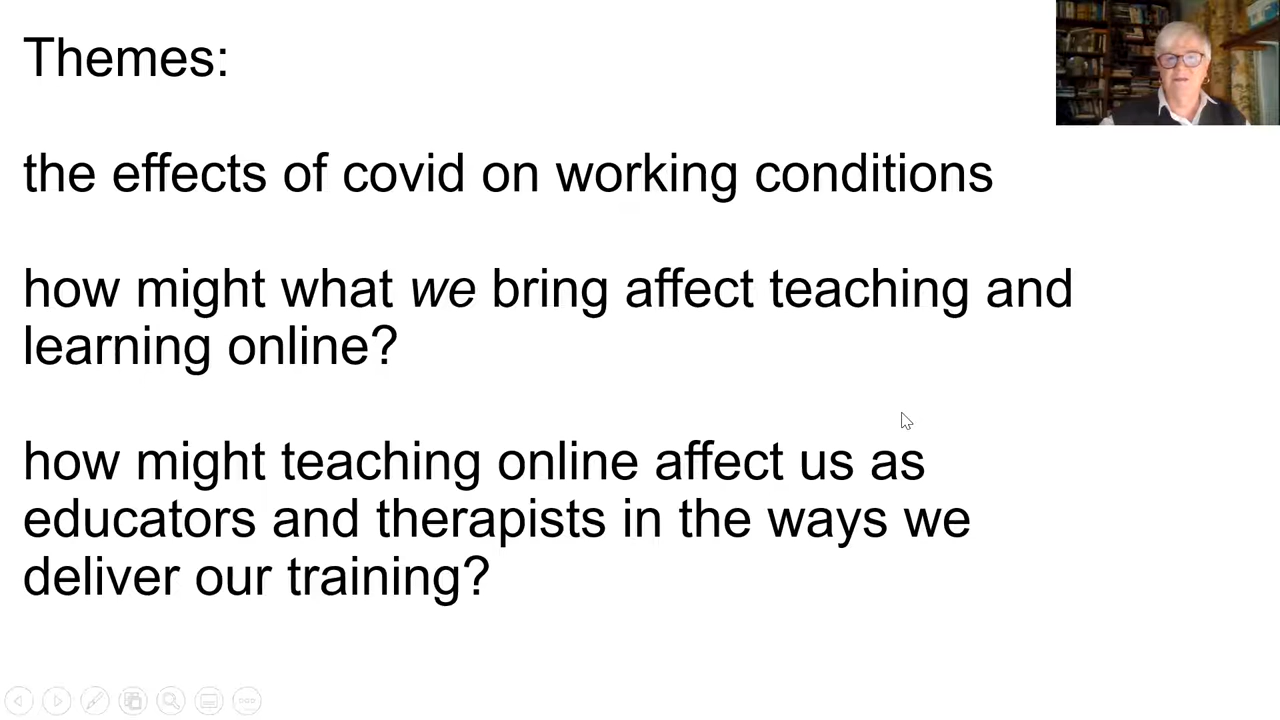 Themes:
the effects of covid on working conditions
how might what we bring affect teaching and
learning online?
how might teaching online affect us as
educators and therapists in the ways we
deliver our training?